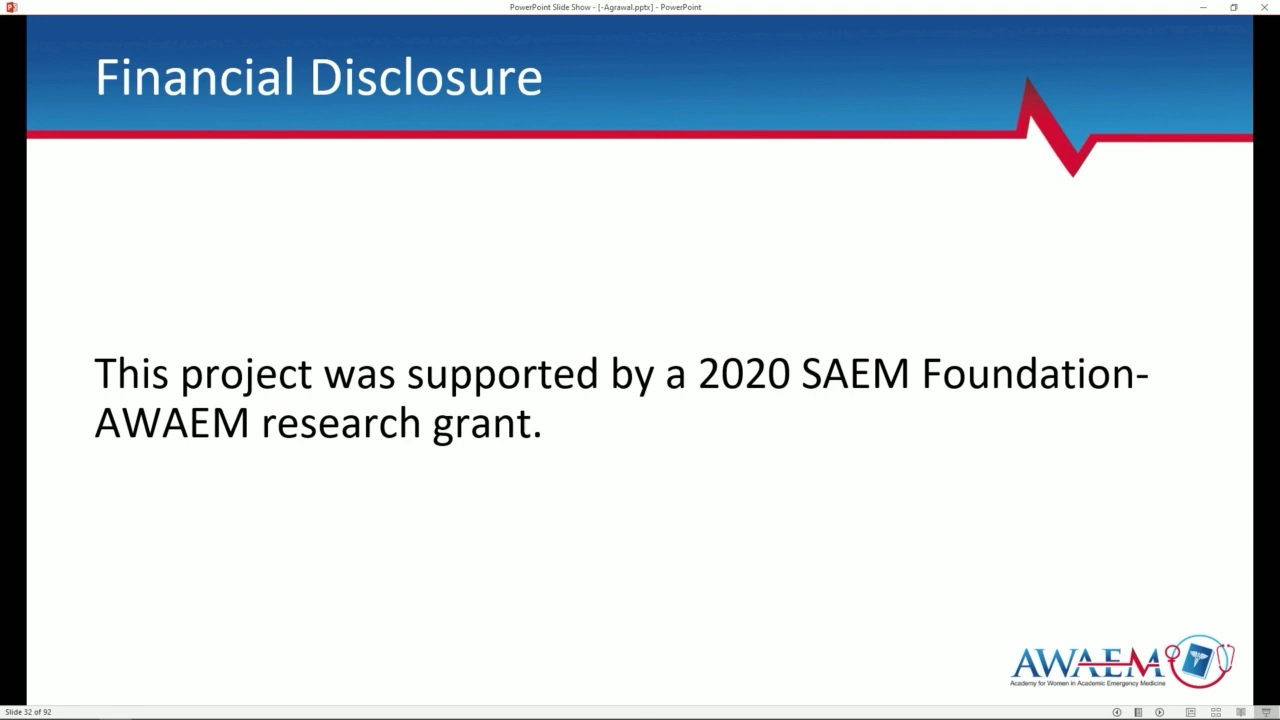 PowerPoint Slide Show - [-Agrawal.pptx] - PowerPoint
Financial Disclosure
This project was supported by a 2020 SAEM Foundation-
AWAEM research grant.
AWAEM
Academy for Women in Academic Emergency Medicine
Slide 32 of 92